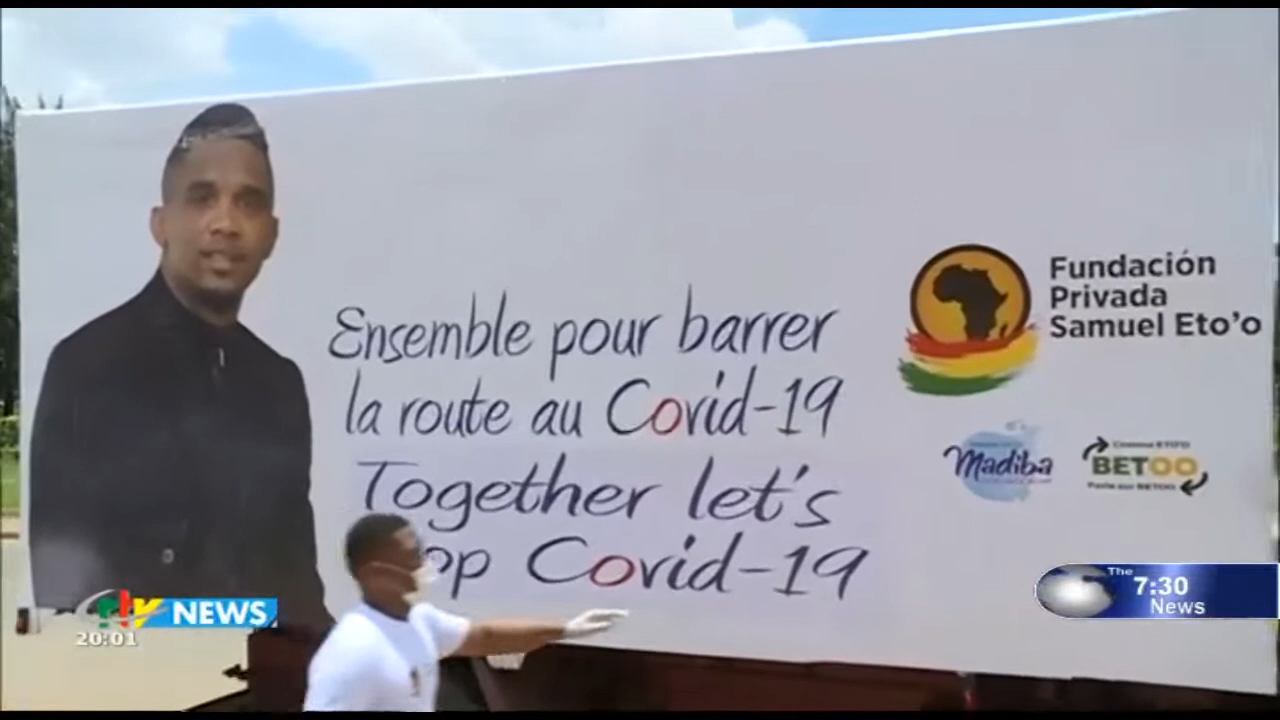 Ensemble pour barrer
la route au Covid-19
Together let's
op Covid-19
Fundación
Privada
Samuel Eto'o
Madiba
BETOO
NEWS
20:01
The
7:30
News